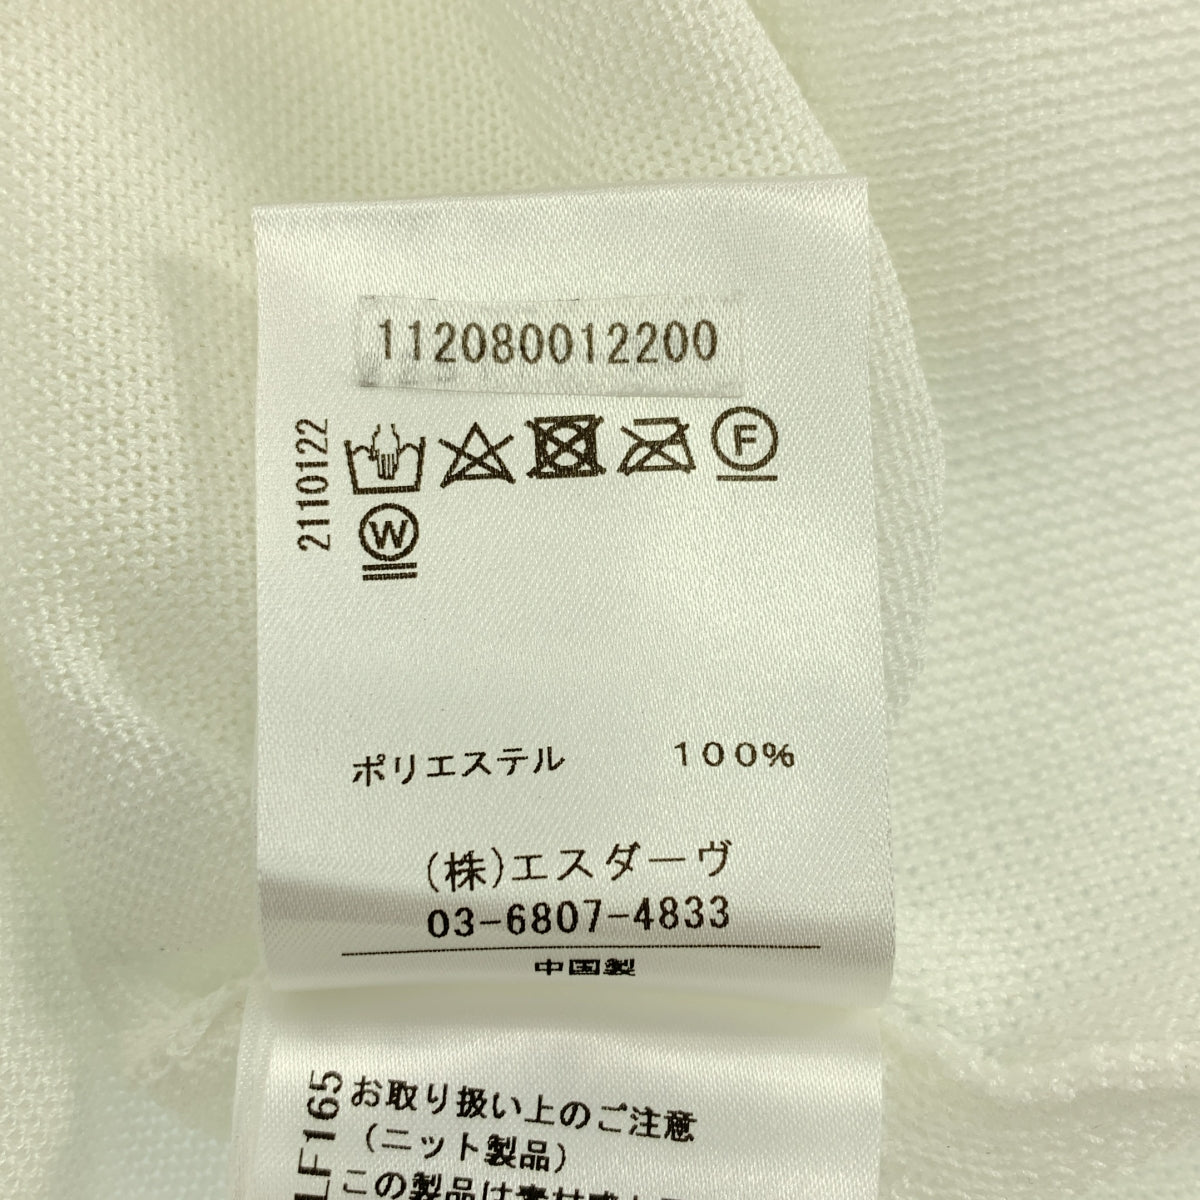 112080012200
2110122
F
W
ポリエステル 100%
(株)エスダーヴ
03-6807-4833
中国製
LF165
お取り扱い上のご注意
(ニット製品)
この製品は素材